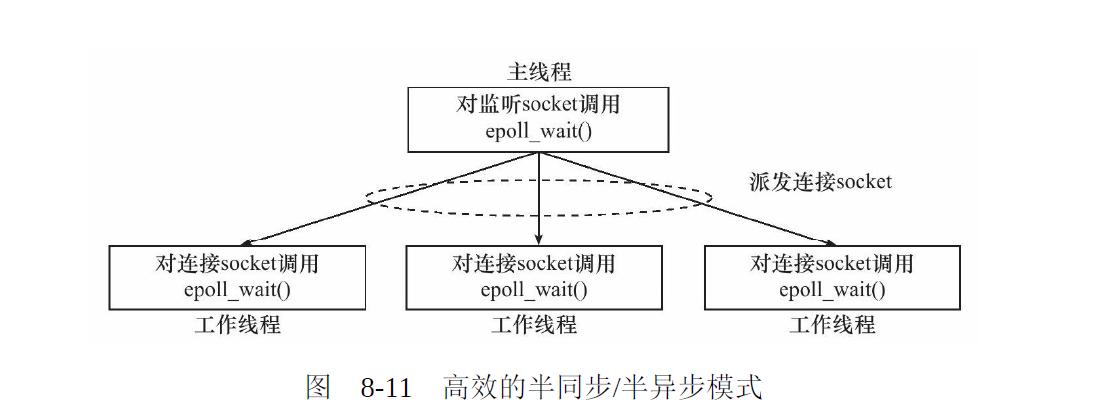 主线程
对监听socket调用
epoll_wait()
派发连接socket
对连接socket调用
epoll_wait()
工作线程
对连接socket调用
epoll_wait()
工作线程
对连接socket调用
epoll_wait()
工作线程
图 8-11 高效的半同步/半异步模式